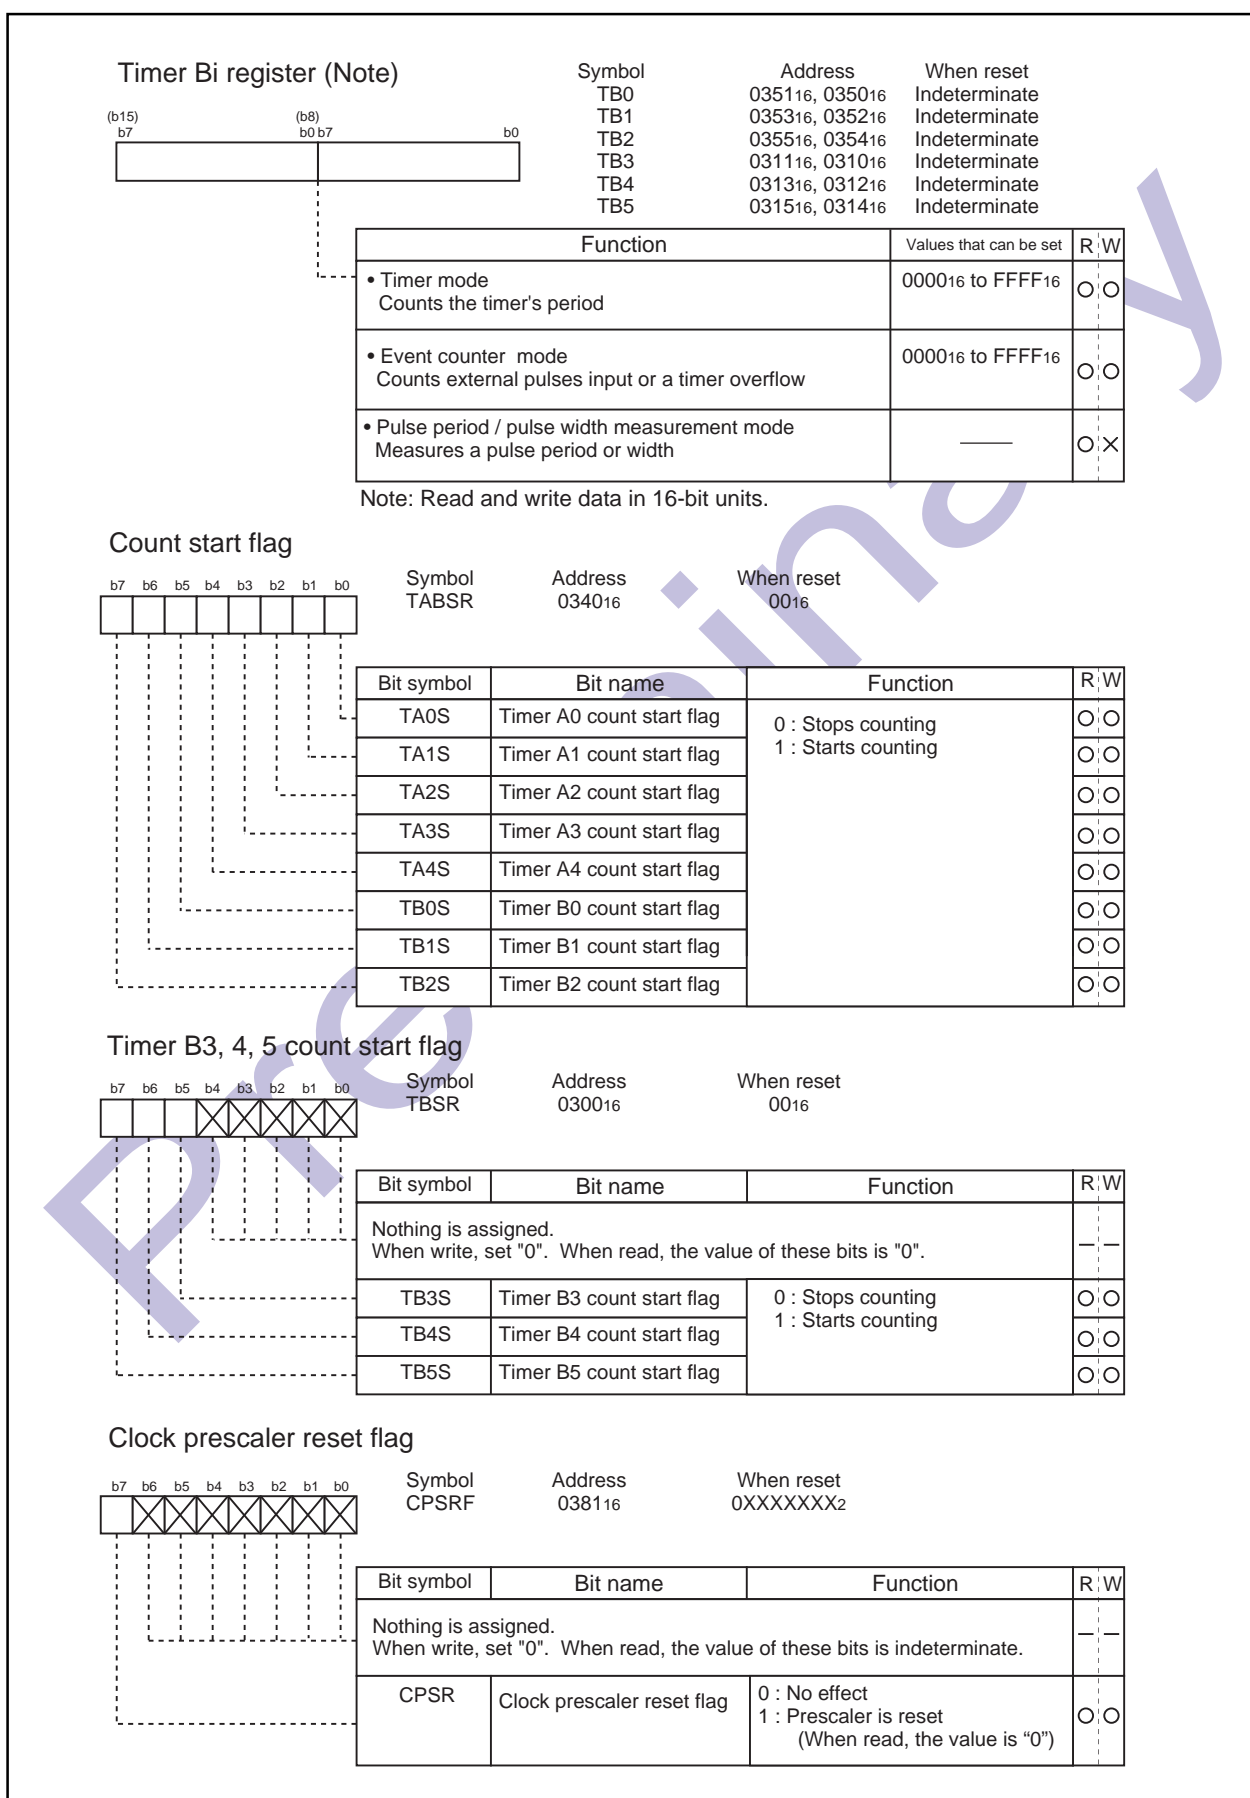 Timer Bi register (Note)
Symbol Address When reset
TB0 035116, 035016 Indeterminate
TB1 035316, 035216 Indeterminate
TB2 035516, 035416 Indeterminate
TB3 031116, 031016 Indeterminate
TB4 031316, 031216 Indeterminate
TB5 031516, 031416 Indeterminate
(b15) (b8)
b7 b0 b7 b0
Function Values that can be set R W
• Timer mode 000016 to FFFF16
Counts the timer's period
• Event counter mode 000016 to FFFF16
Counts external pulses input or a timer overflow
• Pulse period / pulse width measurement mode
Measures a pulse period or width
Note: Read and write data in 16-bit units.
Count start flag
b7 b6 b5 b4 b3 b2 b1 b0
Symbol Address When reset
TABSR 034016 0016
Bit symbol Bit name Function R W
TA0S Timer A0 count start flag 0 : Stops counting
1 : Starts counting
TA1S Timer A1 count start flag
TA2S Timer A2 count start flag
TA3S Timer A3 count start flag
TA4S Timer A4 count start flag
TB0S Timer B0 count start flag
TB1S Timer B1 count start flag
TB2S Timer B2 count start flag
Timer B3, 4, 5 count start flag
b7 b6 b5 b4 b3 b2 b1 b0
Symbol Address When reset
TBSR 030016 0016
Bit symbol Bit name Function R W
Nothing is assigned.
When write, set "0". When read, the value of these bits is "0".
TB3S Timer B3 count start flag 0 : Stops counting
1 : Starts counting
TB4S Timer B4 count start flag
TB5S Timer B5 count start flag
Clock prescaler reset flag
b7 b6 b5 b4 b3 b2 b1 b0
Symbol Address When reset
CPSRF 038116 0XXXXXXX2
Bit symbol Bit name Function R W
Nothing is assigned.
When write, set "0". When read, the value of these bits is indeterminate.
CPSR Clock prescaler reset flag 0 : No effect
1 : Prescaler is reset
(When read, the value is “0”)
Preliminary